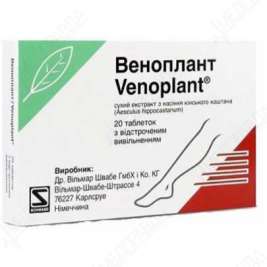 Веноплант
Venoplant®
сухий екстракт з насіння кінського каштана
(Aesculus hippocastanum)
20 таблеток
з відстроченим
вивільненням
Виробник:
Др. Вільмар Швабе ГмбХ і Ко. КГ
Вільмар-Швабе-Штрассе 4
76227 Карлсруе
Німеччина